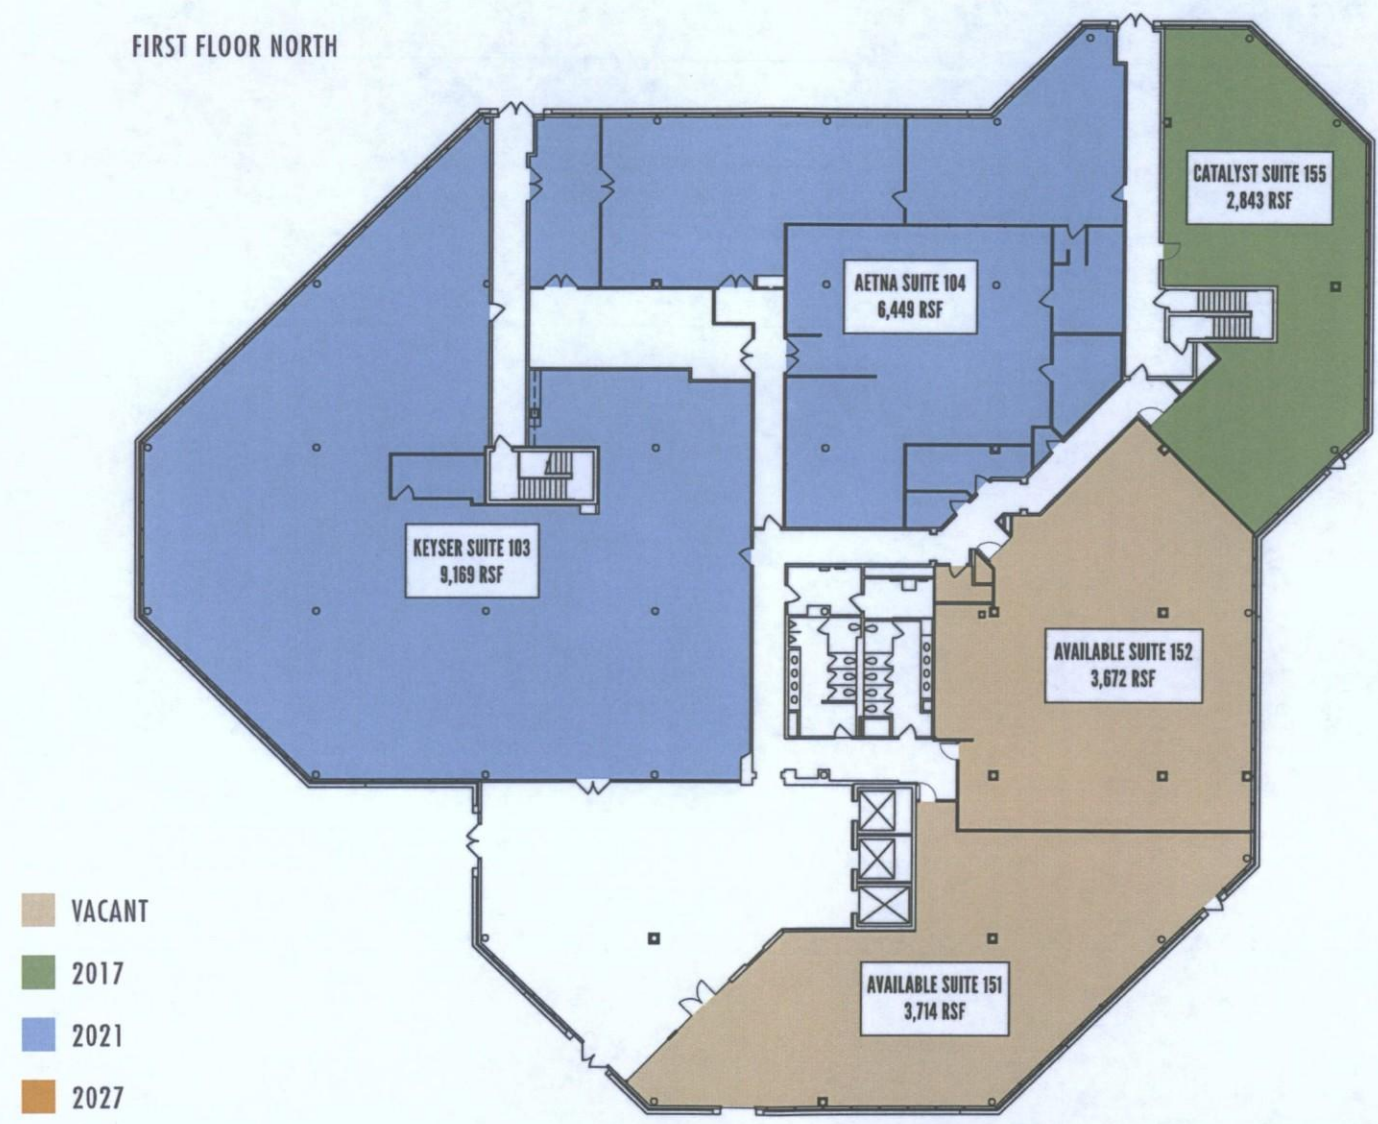 FIRST FLOOR NORTH
CATALYST SUITE 155
2,843 RSF
AETNA SUITE 104
6,449 RSF
KEYSER SUITE 103
9,169 RSF
AVAILABLE SUITE 152
3,672 RSF
AVAILABLE SUITE 151
3,714 RSF
VACANT
2017
2021
2027